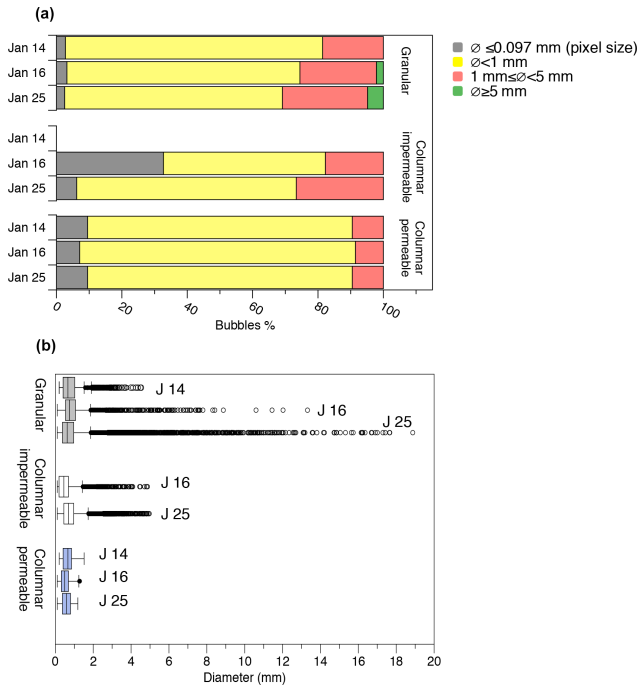 (a)
Jan 14
Jan 16
Jan 25
Granular
Jan 14
Jan 16
Jan 25
Columnar
impermeable
Jan 14
Jan 16
Jan 25
Columnar
permeable
0 20 40 60 80 100
Bubbles %
∅ ≤0.097 mm (pixel size)
∅<1 mm
1 mm≤∅<5 mm
∅≥5 mm
(b)
Granular
J 14
J 16
J 25
Columnar
impermeable
J 16
J 25
Columnar
permeable
J 14
J 16
J 25
0 2 4 6 8 10 12 14 16 18 20
Diameter (mm)